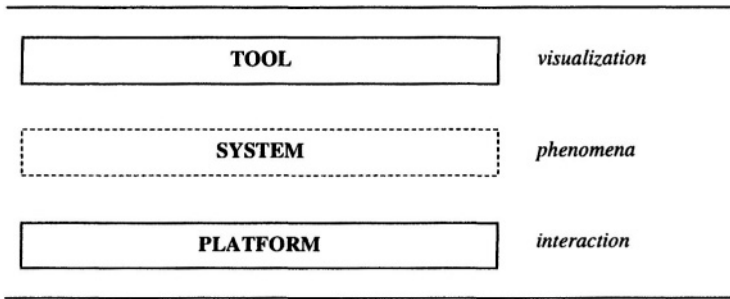 TOOL visualization
SYSTEM phenomena
PLATFORM interaction